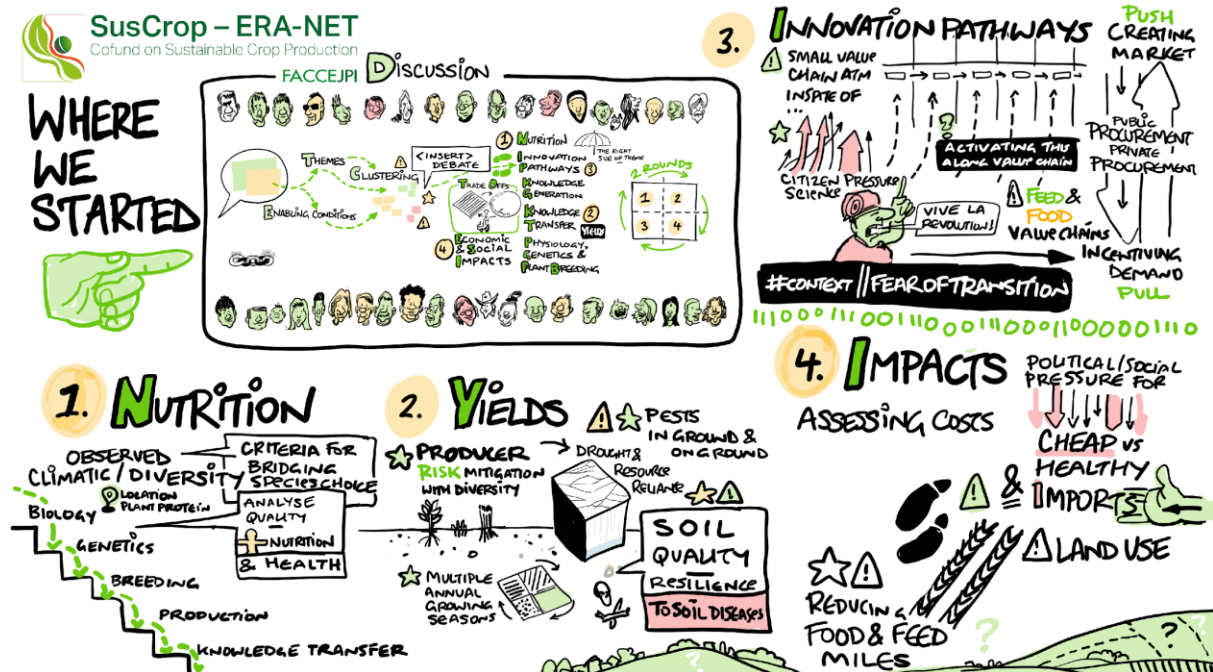 SusCrop – ERA-NET
Cofund on Sustainable Crop Production
FACCEJPI
WHERE
WE
STARTED
DISCUSSION
THEMES
CLUSTERING
<INSERT>
DEBATE
ENABLING CONDITIONS
TRADE OFFS
4
ECONOMIC
& SOCIAL
IMPACTS
1 NUTRITION
THE RIGHT
SIZE OF THEME
INNOVATION
PATHWAYS 3
KNOWLEDGE
GENERATION
KNOWLEDGE 2
TRANSFER YIELD
PHYSIOLOGY,
GENETICS &
PLANT BREEDING
2 ROUNDS
1 2
3 4
3. INNOVATION PATHWAYS
SMALL VALUE
CHAIN ATM
INSPITE OF
...
CITIZEN PRESSURE
SCIENCE
?
ACTIVATING THIS
ALONG VALUE CHAIN
VIVE LA
REVOLUTION!
FEED &
FOOD
VALUE CHAINS
#CONTEXT // FEAR OF TRANSITION
PUSH
CREATING
MARKET
PUBLIC
PROCUREMENT
PRIVATE
PROCUREMENT
INCENTIVING
DEMAND
PULL
1. NUTRITION
OBSERVED
CLIMATIC / DIVERSITY
LOCATION
PLANT PROTEIN
CRITERIA FOR
BRIDGING
SPECIES CHOICE
ANALYSE
QUALITY
NUTRITION
& HEALTH
BIOLOGY
GENETICS
BREEDING
PRODUCTION
KNOWLEDGE TRANSFER
2. YIELDS
PRODUCER
RISK MITIGATION
WITH DIVERSITY
PESTS
IN GROUND &
ON GROUND
DROUGHT &
RESOURCE
RELIANCE
MULTIPLE
ANNUAL
GROWING
SEASONS
SOIL
QUALITY
RESILIENCE
TO SOIL DISEASES
4. IMPACTS
ASSESSING COSTS
POLITICAL/SOCIAL
PRESSURE FOR
CHEAP vs
HEALTHY
& IMPORTS
LAND USE
REDUCING
FOOD & FEED
MILES
? ? ?